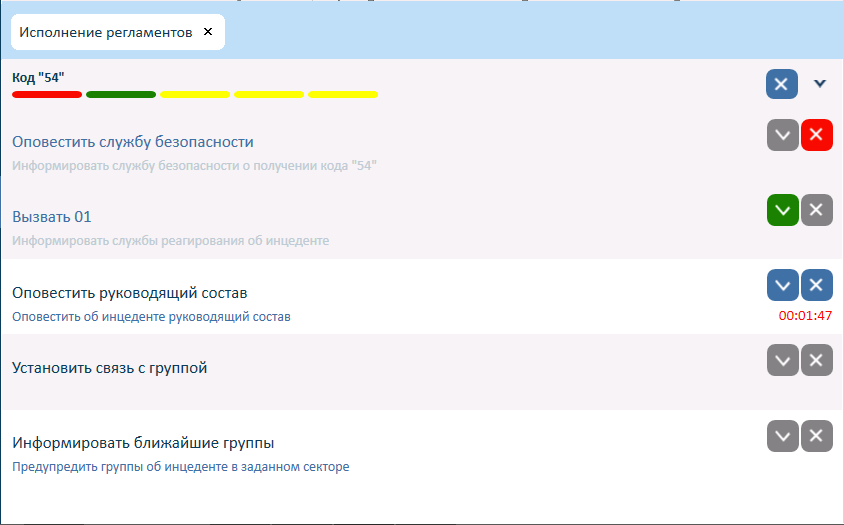 Исполнение регламентов ×
Код "54"
Оповестить службу безопасности
Информировать службу безопасности о получении кода "54"
Вызвать 01
Информировать службы реагирования об инцеденте
Оповестить руководящий состав
Оповестить об инцеденте руководящий состав
00:01:47
Установить связь с группой
Информировать ближайшие группы
Предупредить группы об инцеденте в заданном секторе